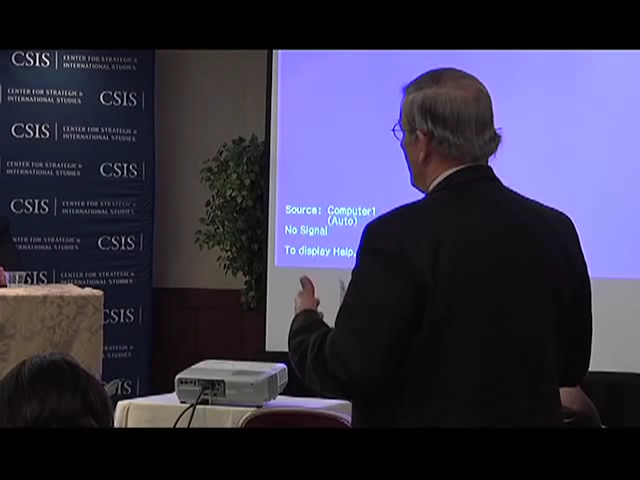 CSIS CENTER FOR STRATEGIC &
INTERNATIONAL STUDIES
CENTER FOR STRATEGIC & CSIS
INTERNATIONAL STUDIES
CSIS CENTER FOR STRATEGIC &
INTERNATIONAL STUDIES
CENTER FOR STRATEGIC & CSIS
INTERNATIONAL STUDIES
CSIS CENTER FOR STRATEGIC &
INTERNATIONAL STUDIES
CENTER FOR STRATEGIC & CSIS
INTERNATIONAL STUDIES
CSIS CENTER FOR STRATEGIC &
INTERNATIONAL STUDIES
CSIS
Source: Computer1
(Auto)
No Signal
To display Help,